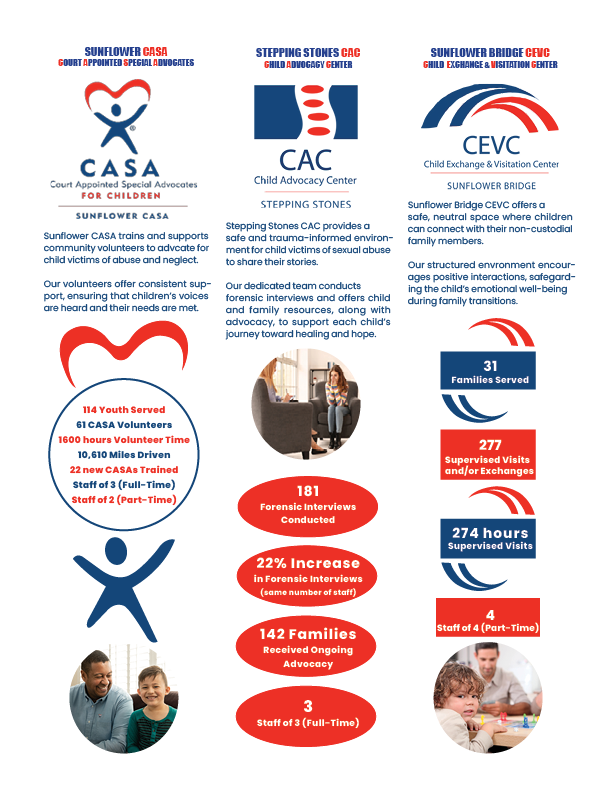 SUNFLOWER CASA
COURT APPOINTED SPECIAL ADVOCATES
®
CASA
Court Appointed Special Advocates
FOR CHILDREN
SUNFLOWER CASA
Sunflower CASA trains and supports
community volunteers to advcate for
child victims of abuse and neglect.
Our volunteers offer consistent sup-
port, ensuring that children's voices
are heard and their needs are met.
114 Youth Served
61 CASA Volunteers
1600 hours Volunteer Time
10,610 Miles Driven
22 new CASAs Trained
Staff of 3 (Full-Time)
Staff of 2 (Part-Time)
STEPPING STONES CAC
CHILD ADVOCACY CENTER
CAC
Child Advocacy Center
STEPPING STONES
Stepping Stones CAC provides a
safe and trauma-informed environ-
ment for child victims of sexual abuse
to share their stories.
Our dedicated team conducts
forensic interviews and offers child
and family resources, along with
advocacy, to support each child's
journey toward healing and hope.
181
Forensic Interviews
Conducted
22% Increase
in Forensic Interviews
(same number of staff)
142 Families
Received Ongoing
Advocacy
3
Staff of 3 (Full-Time)
SUNFLOWER BRIDGE CEVC
CHILD EXCHANGE & VISITATION CENTER
CEVC
Child Exchange & Visitation Center
SUNFLOWER BRIDGE
Sunflower Bridge CEVC offers a
safe, neutral space where children
can connect with their non-custodial
family members.
Our structured envronment encour-
ages positive interactions, safegard-
ing the child's emotional well-being
during family transitions.
31
Families Served
277
Supervised Visits
and/or Exchanges
274 hours
Supervised Visits
4
Staff of 4 (Part-Time)